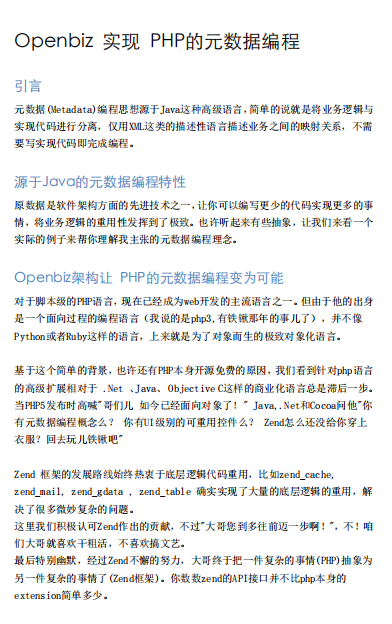 Openbiz 实现 PHP的元数据编程
引言
元数据(Metadata)编程思想源于Java这种高级语言,简单的说就是将业务逻辑与
实现代码进行分离，仅用XML这类的描述性语言描述业务之间的映射关系，不需
要写实现代码即完成编程。
源于Java的元数据编程特性
原数据是软件架构方面的先进技术之一,让你可以编写更少的代码实现更多的事
情，将业务逻辑的重用性发挥到了极致。也许听起来有些抽象，让我们来看一个
实际的例子来帮你理解我主张的元数据编程理念。
Openbiz架构让 PHP的元数据编程变为可能
对于脚本级的PHP语言，现在已经成为web开发的主流语言之一。但由于他的出身
是一个面向过程的编程语言(我说的是php3,有铁锹那年的事儿了)，并不像
Python或者Ruby这样的语言，上来就是为了对象而生的极致对象化语言。
基于这个简单的背景，也许还有PHP本身开源免费的原因，我们看到针对php语言
的高级扩展相对于 .Net 、Java、Objective C这样的商业化语言总是滞后一步。
当PHP5发布时高喊"哥们儿 如今已经面向对象了！" Java,.Net和Cocoa问他"你
有元数据编程概念么？ 你有UI级别的可重用控件么？ Zend怎么还没给你穿上
衣服？回去玩儿铁锹吧"
Zend 框架的发展路线始终热衷于底层逻辑代码重用，比如zend_cache,
zend_mail, zend_gdata , zend_table 确实实现了大量的底层逻辑的重用，解
决了很多微妙复杂的问题。
这里我们积极认可Zend作出的贡献，不过"大哥您到多往前迈一步啊！"，不！咱
们大哥就喜欢干粗活，不喜欢搞文艺。
最后特别幽默，经过Zend不懈的努力，大哥终于把一件复杂的事情(PHP)抽象为
另一件复杂的事情了(Zend框架)。你数数zend的API接口并不比php本身的
extension简单多少。